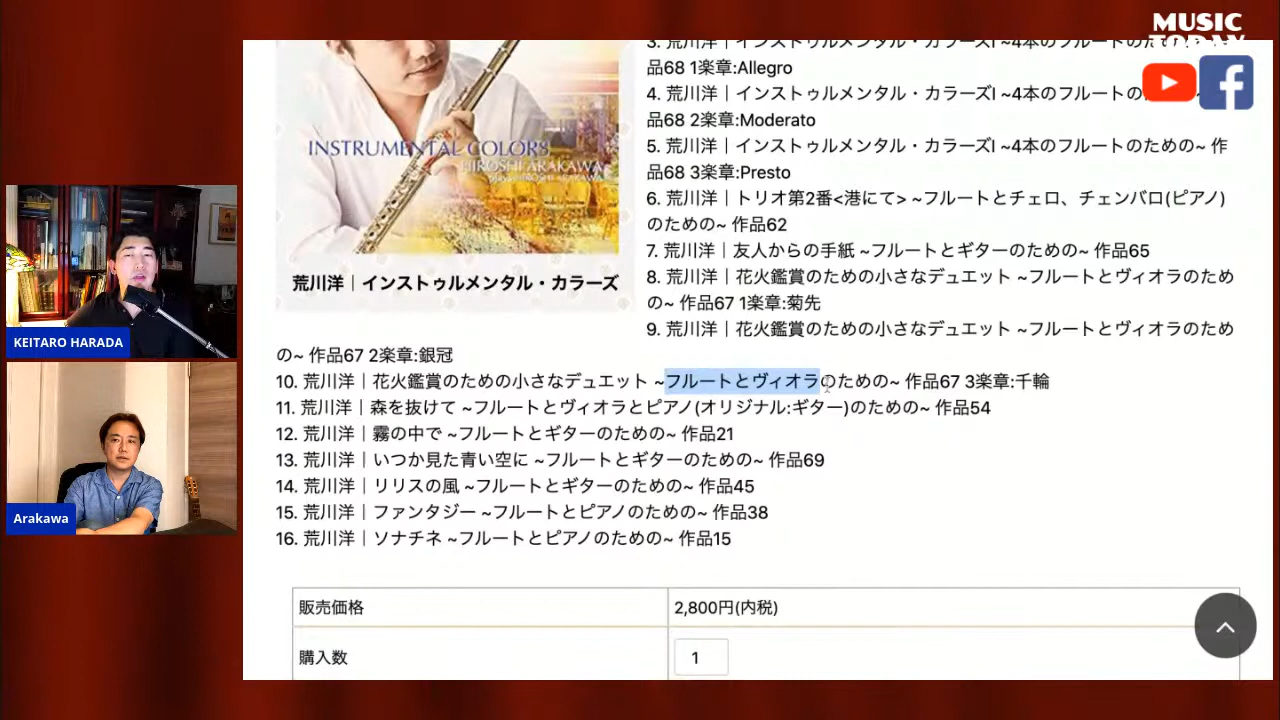 MUSIC
TODAY
3. 荒川洋｜インストゥルメンタル・カラーズI ~4本のフルートのため
品68 1楽章:Allegro
4. 荒川洋｜インストゥルメンタル・カラーズI ~4本のフルートの
品68 2楽章:Moderato
5. 荒川洋｜インストゥルメンタル・カラーズI ~4本のフルートのための~ 作
品68 3楽章:Presto
6. 荒川洋｜トリオ第2番<港にて> ~フルートとチェロ、チェンバロ(ピアノ)
のための~ 作品62
7. 荒川洋｜友人からの手紙 ~フルートとギターのための~ 作品65
8. 荒川洋｜花火鑑賞のための小さなデュエット ~フルートとヴィオラのため
の~ 作品67 1楽章:菊先
9. 荒川洋｜花火鑑賞のための小さなデュエット ~フルートとヴィオラのため
の~ 作品67 2楽章:銀冠
10. 荒川洋｜花火鑑賞のための小さなデュエット ~フルートとヴィオラのための~ 作品67 3楽章:千輪
11. 荒川洋｜森を抜けて ~フルートとヴィオラとピアノ(オリジナル:ギター)のための~ 作品54
12. 荒川洋｜霧の中で ~フルートとギターのための~ 作品21
13. 荒川洋｜いつか見た青い空に ~フルートとギターのための~ 作品69
14. 荒川洋｜リリスの風 ~フルートとギターのための~ 作品45
15. 荒川洋｜ファンタジー ~フルートとピアノのための~ 作品38
16. 荒川洋｜ソナチネ ~フルートとピアノのための~ 作品15
INSTRUMENTAL COLORS
HIROSHI ARAKAWA
plays HIROSHI ARAKAWA
荒川洋｜インストゥルメンタル・カラーズ
販売価格 2,800円(内税)
購入数 1
KEITARO HARADA
Arakawa